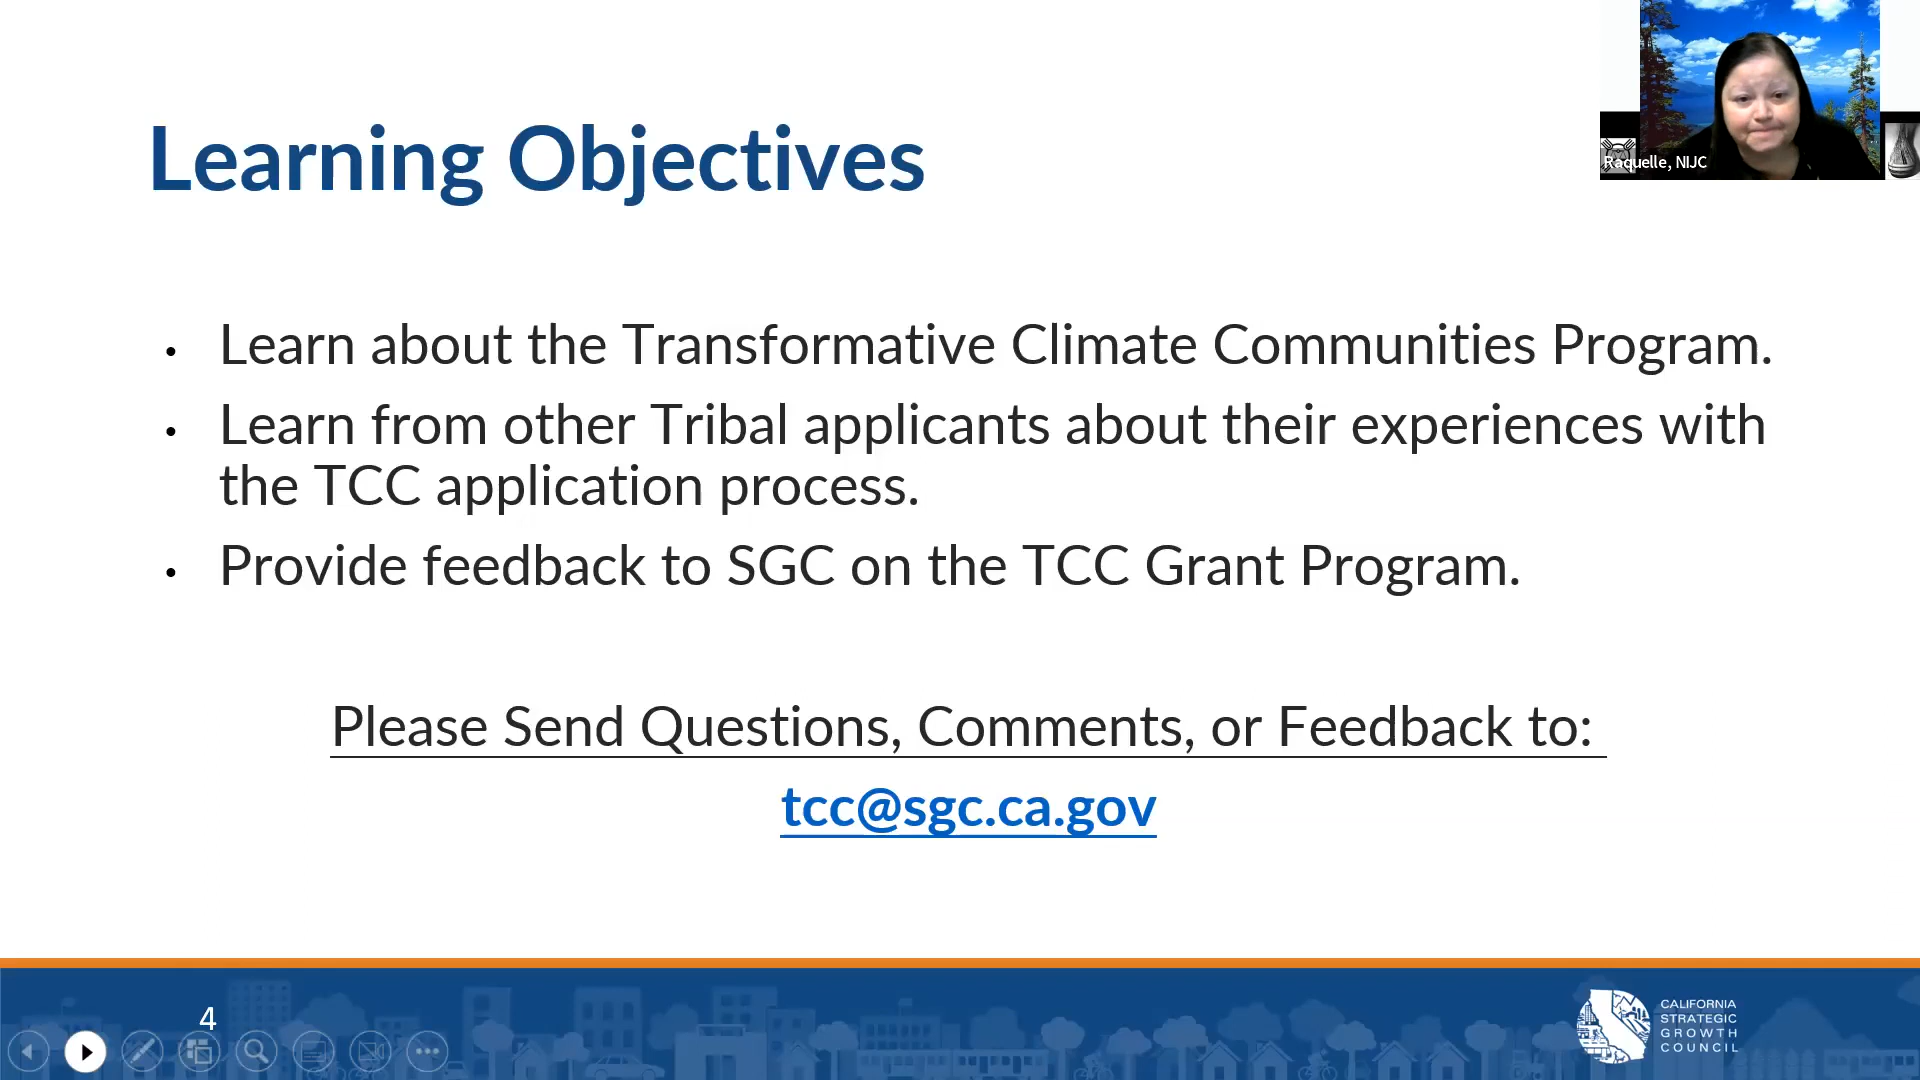 Learning Objectives
Raquelle, NIJC
• Learn about the Transformative Climate Communities Program.
• Learn from other Tribal applicants about their experiences with
the TCC application process.
• Provide feedback to SGC on the TCC Grant Program.
Please Send Questions, Comments, or Feedback to:
tcc@sgc.ca.gov
4
CALIFORNIA
STRATEGIC
GROWTH
COUNCIL